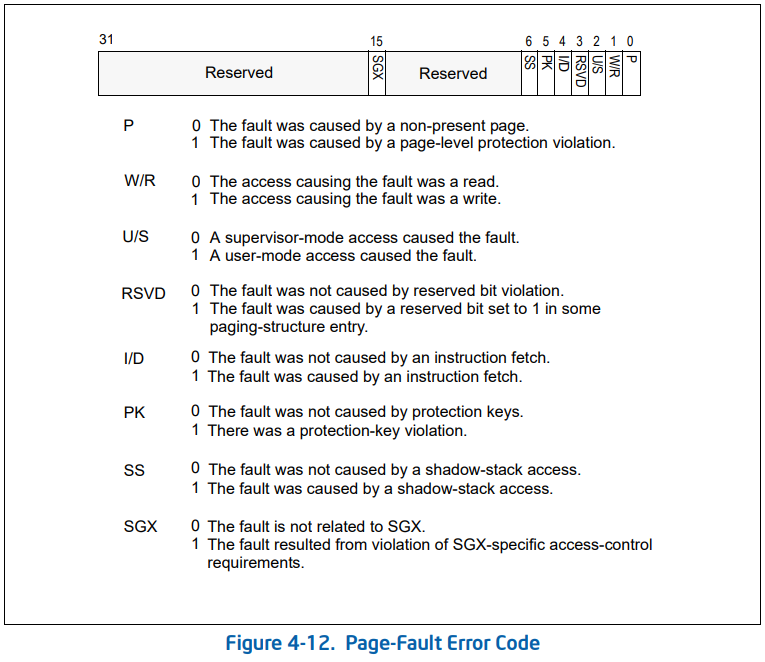 31 15 6 5 4 3 2 1 0
Reserved SGX Reserved SS PK I/D RSVD U/S W/R P
P 0 The fault was caused by a non-present page.
1 The fault was caused by a page-level protection violation.
W/R 0 The access causing the fault was a read.
1 The access causing the fault was a write.
U/S 0 A supervisor-mode access caused the fault.
1 A user-mode access caused the fault.
RSVD 0 The fault was not caused by reserved bit violation.
1 The fault was caused by a reserved bit set to 1 in some
paging-structure entry.
I/D 0 The fault was not caused by an instruction fetch.
1 The fault was caused by an instruction fetch.
PK 0 The fault was not caused by protection keys.
1 There was a protection-key violation.
SS 0 The fault was not caused by a shadow-stack access.
1 The fault was caused by a shadow-stack access.
SGX 0 The fault is not related to SGX.
1 The fault resulted from violation of SGX-specific access-control
requirements.
Figure 4-12. Page-Fault Error Code